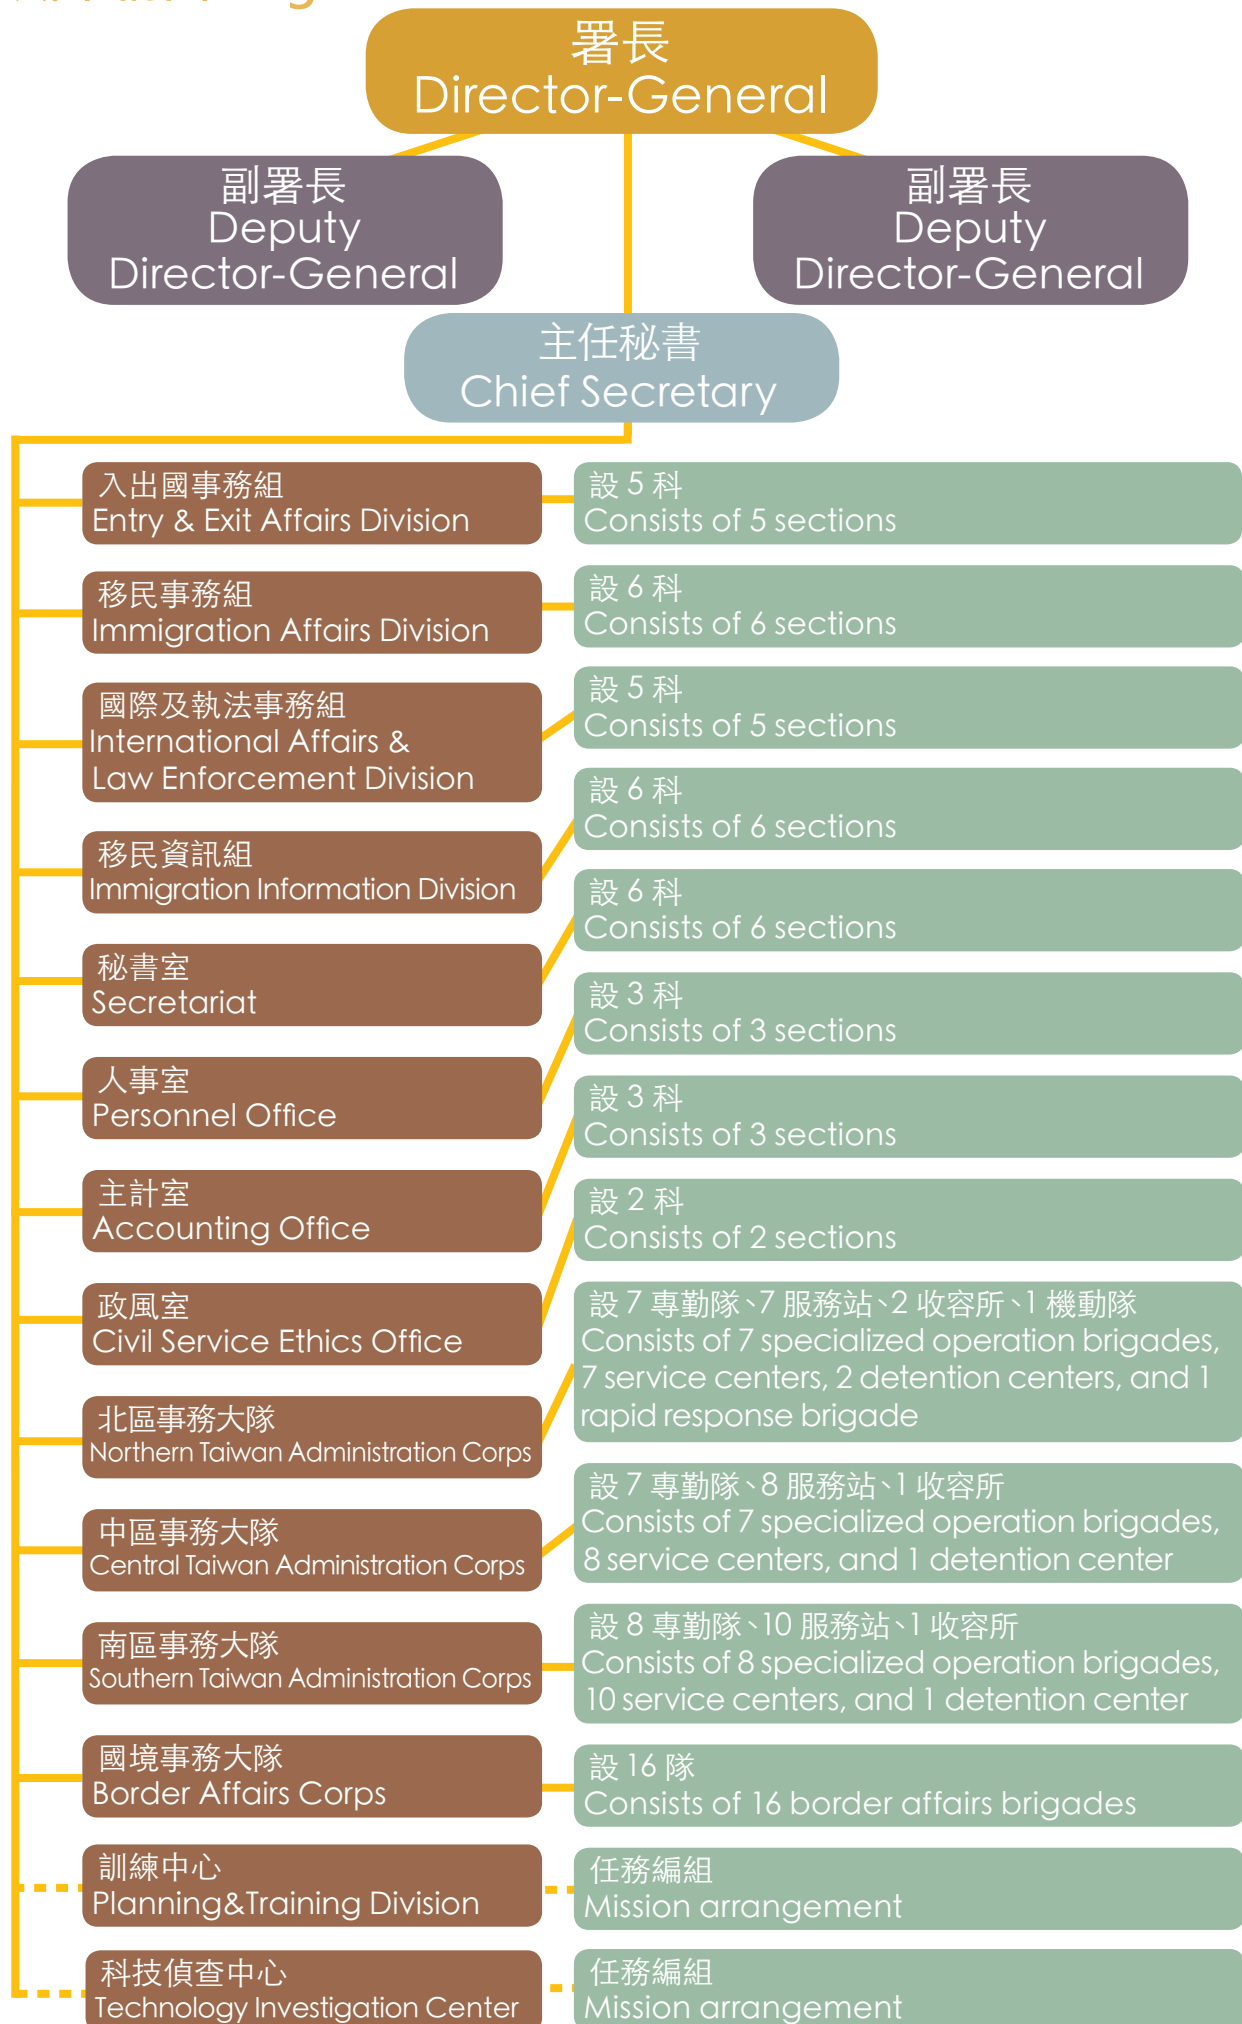 署長
Director-General
副署長
Deputy
Director-General
副署長
Deputy
Director-General
主任秘書
Chief Secretary
入出國事務組
Entry & Exit Affairs Division
設 5 科
Consists of 5 sections
移民事務組
Immigration Affairs Division
設 6 科
Consists of 6 sections
國際及執法事務組
International Affairs &
Law Enforcement Division
設 5 科
Consists of 5 sections
移民資訊組
Immigration Information Division
設 6 科
Consists of 6 sections
秘書室
Secretariat
設 6 科
Consists of 6 sections
人事室
Personnel Office
設 3 科
Consists of 3 sections
主計室
Accounting Office
設 3 科
Consists of 3 sections
政風室
Civil Service Ethics Office
設 2 科
Consists of 2 sections
北區事務大隊
Northern Taiwan Administration Corps
設 7 專勤隊、7 服務站、2 收容所、1 機動隊
Consists of 7 specialized operation brigades,
7 service centers, 2 detention centers, and 1
rapid response brigade
中區事務大隊
Central Taiwan Administration Corps
設 7 專勤隊、8 服務站、1 收容所
Consists of 7 specialized operation brigades,
8 service centers, and 1 detention center
南區事務大隊
Southern Taiwan Administration Corps
設 8 專勤隊、10 服務站、1 收容所
Consists of 8 specialized operation brigades,
10 service centers, and 1 detention center
國境事務大隊
Border Affairs Corps
設 16 隊
Consists of 16 border affairs brigades
訓練中心
Planning&Training Division
任務編組
Mission arrangement
科技偵查中心
Technology Investigation Center
任務編組
Mission arrangement